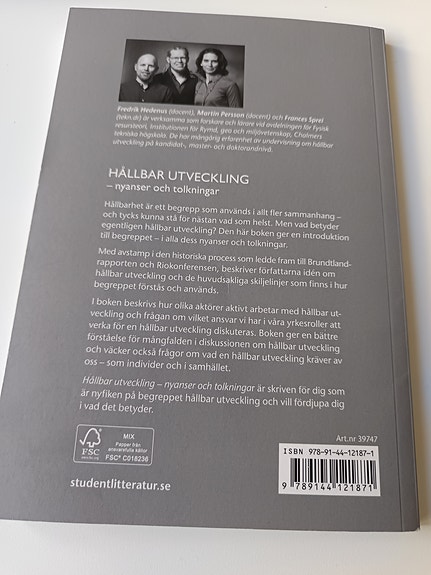 Fredrik Hedenus (docent), Martin Persson (docent) och Frances Sprei
(tekn.dr) är verksamma som forskare och lärare vid avdelningen för Fysisk
resursteori, Institutionen för Rymd, geo och miljövetenskap, Chalmers
tekniska högskola. De har mångårig erfarenhet av undervisning om hållbar
utveckling på kandidat-, master- och doktorandnivå.
HÅLLBAR UTVECKLING
– nyanser och tolkningar
Hållbarhet är ett begrepp som används i allt fler sammanhang –
och tycks kunna stå för nästan vad som helst. Men vad betyder
egentligen hållbar utveckling? Den här boken ger en introduktion
till begreppet – i alla dess nyanser och tolkningar.
Med avstamp i den historiska process som ledde fram till Brundtland-
rapporten och Riokonferensen, beskriver författarna idén om
hållbar utveckling och de huvudsakliga skiljelinjer som finns i hur
begreppet förstås och används.
I boken beskrivs hur olika aktörer aktivt arbetar med hållbar ut-
veckling och frågan om vilket ansvar vi har i våra yrkesroller att
verka för en hållbar utveckling diskuteras. Boken ger en bättre
förståelse för mångfalden i diskussionen om hållbar utveckling
och väcker också frågor om vad en hållbar utveckling kräver av
oss – som individer och i samhället.
Hållbar utveckling – nyanser och tolkningar är skriven för dig som
är nyfiken på begreppet hållbar utveckling och vill fördjupa dig
i vad det betyder.
Art.nr 39747
FSC
MIX
Papper från
ansvarsfulla källor
FSC® C018236
ISBN 978-91-44-12187-1
9 789144 121871
studentlitteratur.se